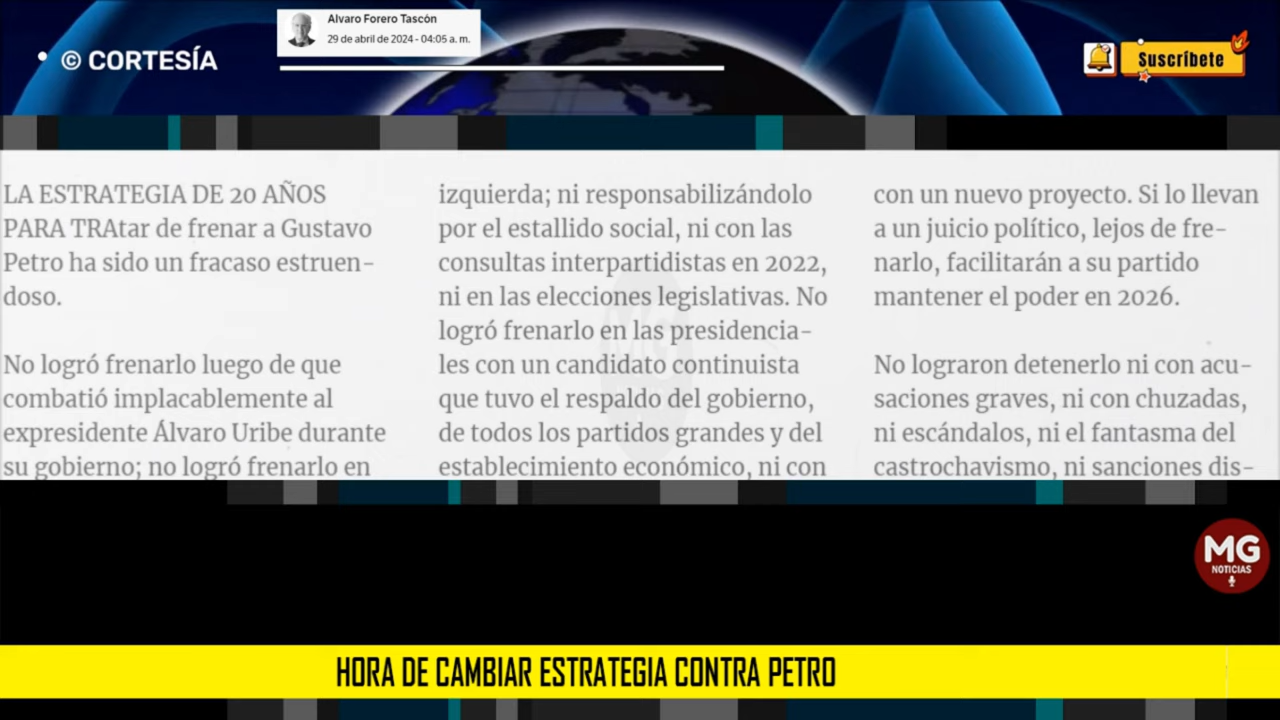 © CORTESÍA
Alvaro Forero Tascón
29 de abril de 2024 - 04:05 a. m.
Suscríbete
LA ESTRATEGIA DE 20 AÑOS
PARA TRAtar de frenar a Gustavo
Petro ha sido un fracaso estruen-
doso.
No logró frenarlo luego de que
combatió implacablemente al
expresidente Álvaro Uribe durante
su gobierno; no logró frenarlo en
izquierda; ni responsabilizándolo
por el estallido social, ni con las
consultas interpartidistas en 2022,
ni en las elecciones legislativas. No
logró frenarlo en las presidencia-
les con un candidato continuista
que tuvo el respaldo del gobierno,
de todos los partidos grandes y del
establecimiento económico, ni con
con un nuevo proyecto. Si lo llevan
a un juicio político, lejos de fre-
narlo, facilitarán a su partido
mantener el poder en 2026.
No lograron detenerlo ni con acu-
saciones graves, ni con chuzadas,
ni escándalos, ni el fantasma del
castrochavismo, ni sanciones dis-
MG
MG
NOTICIAS
HORA DE CAMBIAR ESTRATEGIA CONTRA PETRO